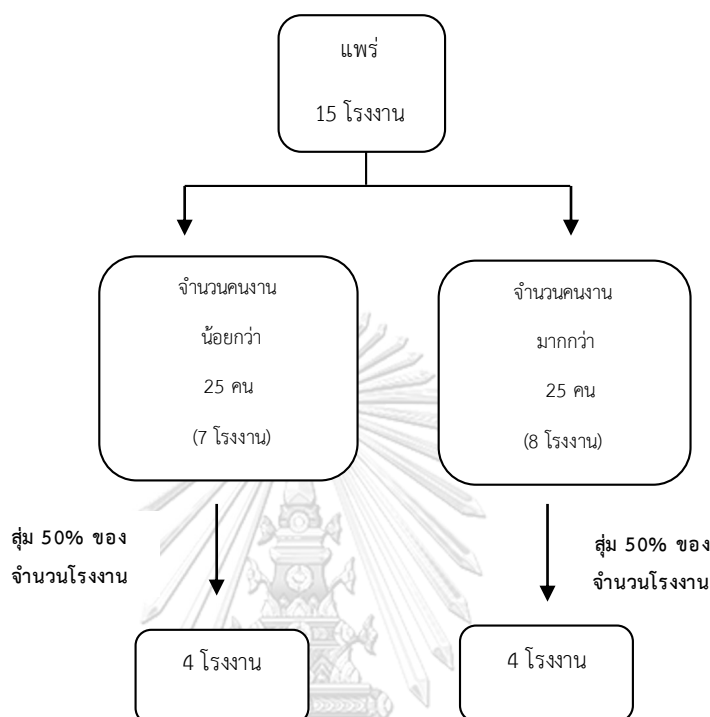 แพร่
15 โรงงาน
จำนวนคนงาน
น้อยกว่า
25 คน
(7 โรงงาน)
จำนวนคนงาน
มากกว่า
25 คน
(8 โรงงาน)
สุ่ม 50% ของ
จำนวนโรงงาน
สุ่ม 50% ของ
จำนวนโรงงาน
4 โรงงาน
4 โรงงาน